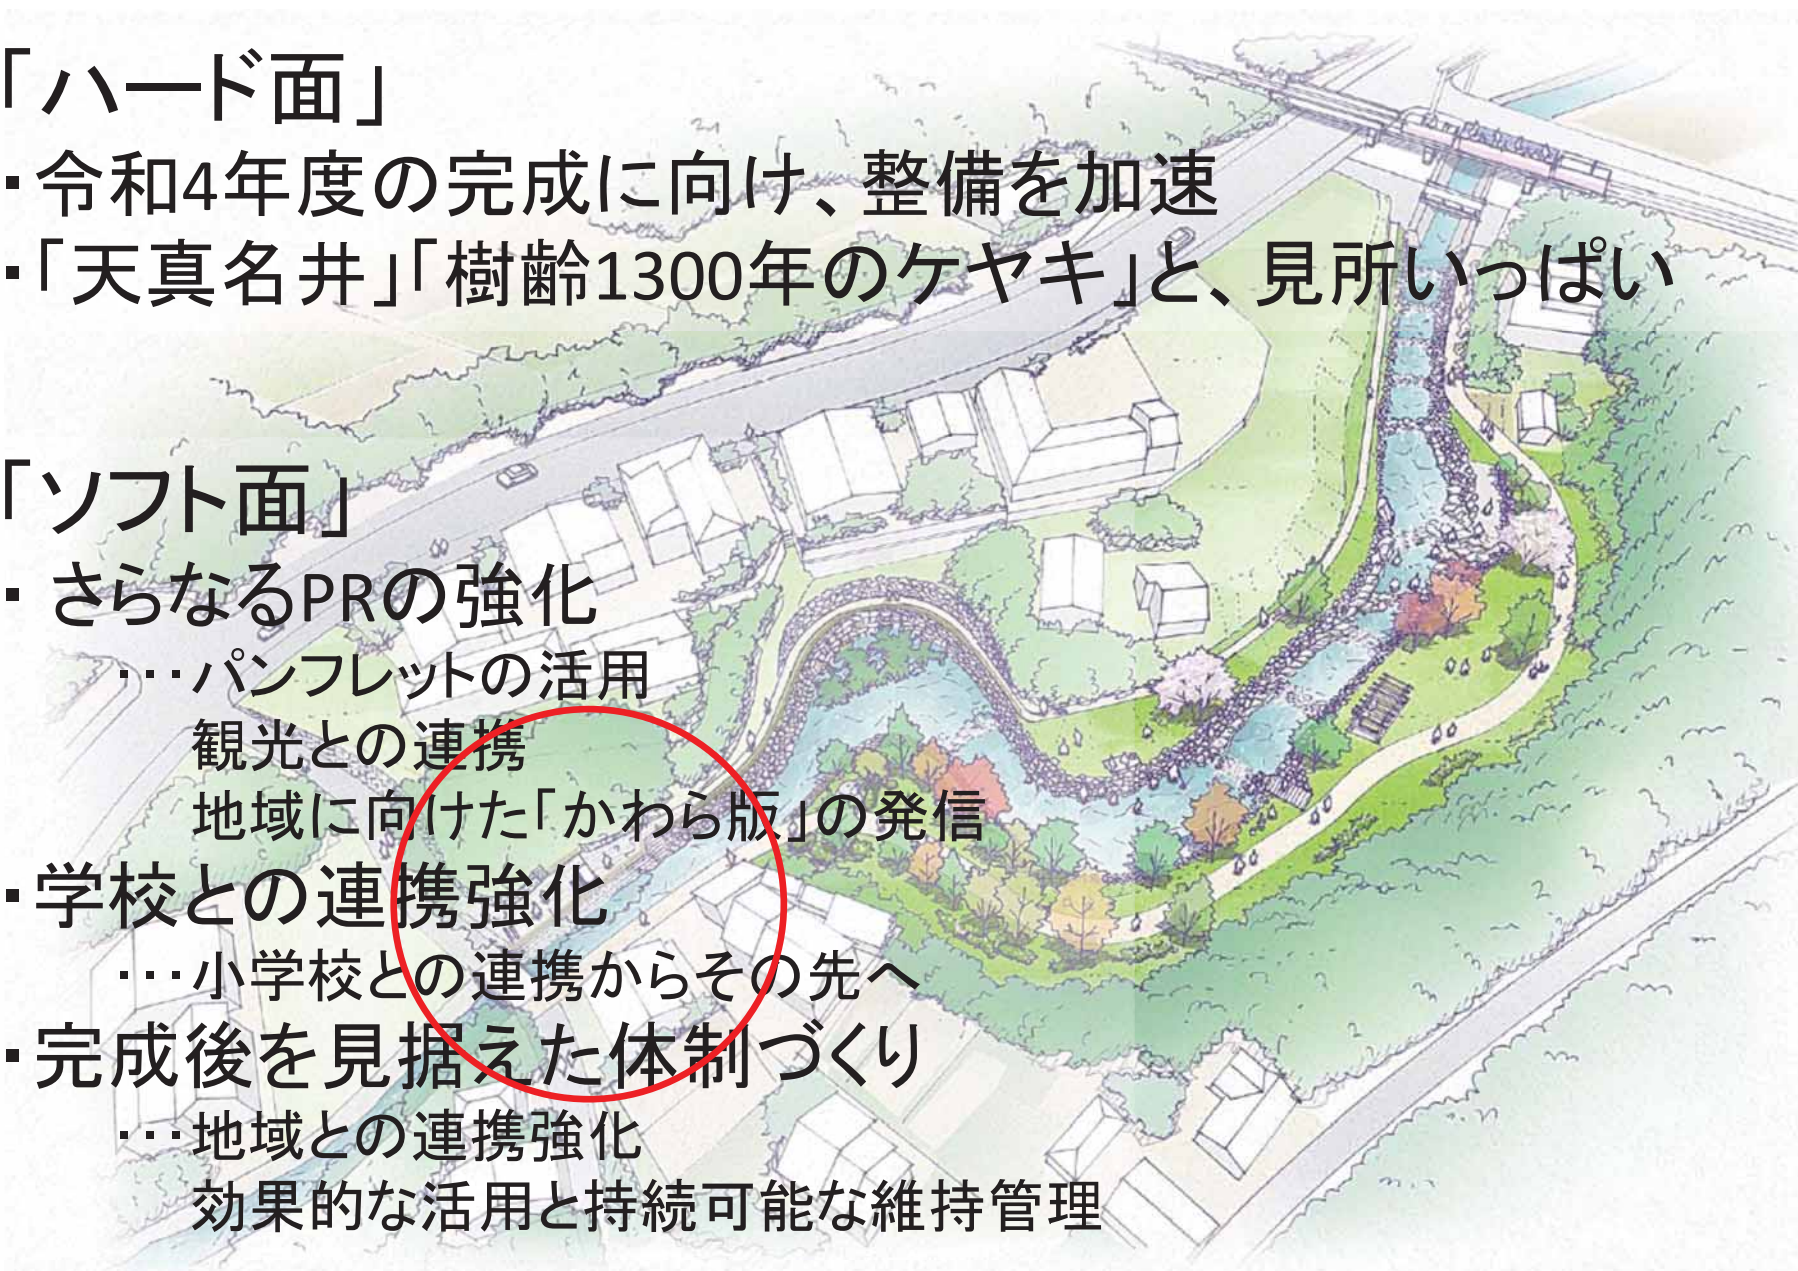 「ハード面」
・令和4年度の完成に向け、整備を加速
・「天真名井」「樹齢1300年のケヤキ」と、見所いっぱい
「ソフト面」
・さらなるPRの強化
・・・パンフレットの活用
観光との連携
地域に向けた「かわら版」の発信
・学校との連携強化
・・・小学校との連携からその先へ
・完成後を見据えた体制づくり
・・・地域との連携強化
効果的な活用と持続可能な維持管理